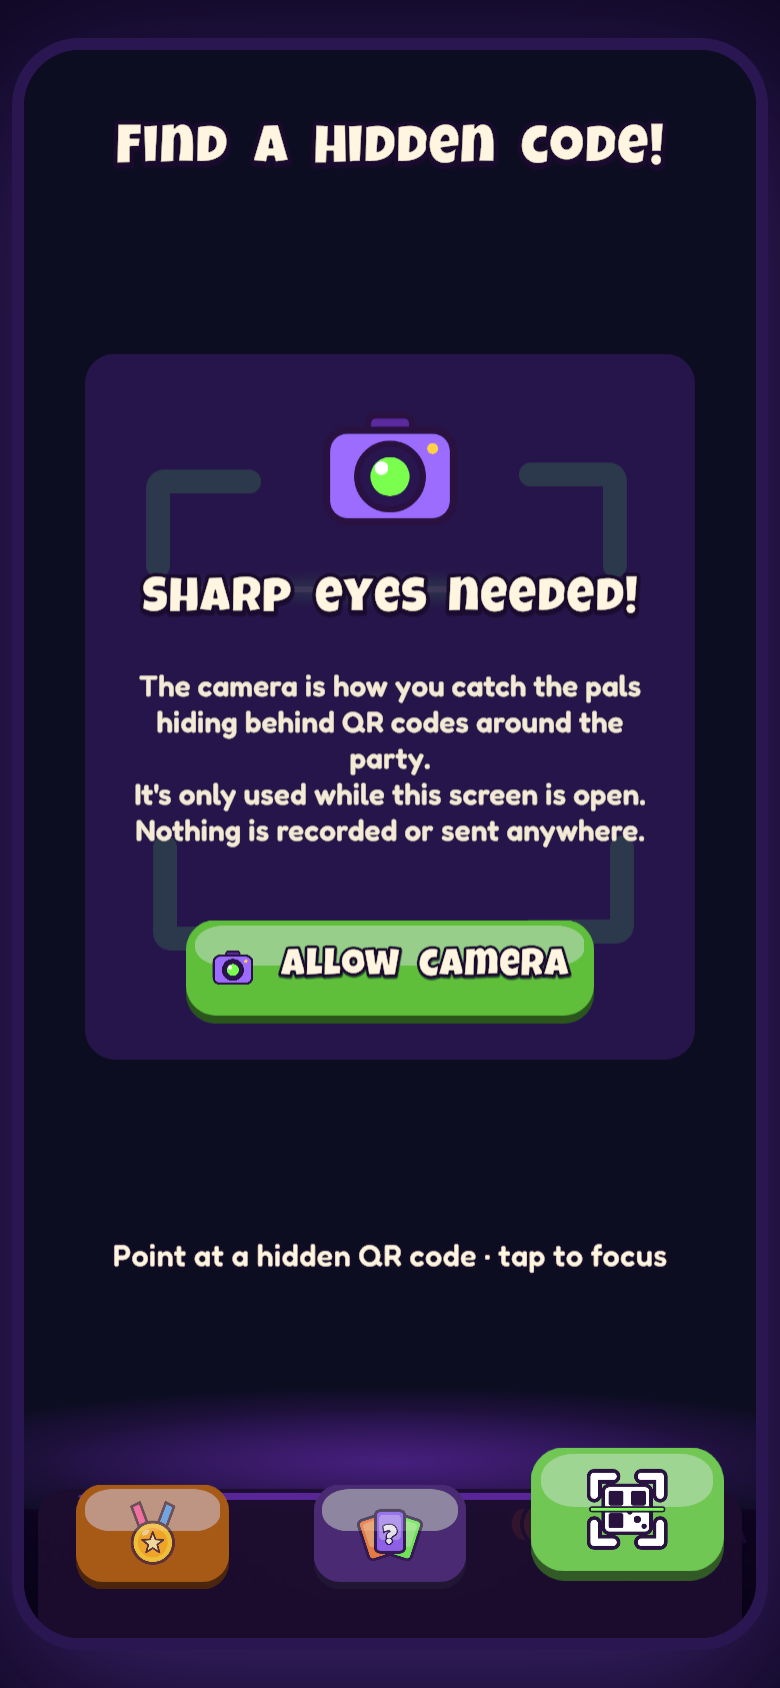 Find a hidden code!
Sharp eyes needed!
The camera is how you catch the pals
hiding behind QR codes around the
party.
It's only used while this screen is open.
Nothing is recorded or sent anywhere.
Allow camera
Point at a hidden QR code · tap to focus
?